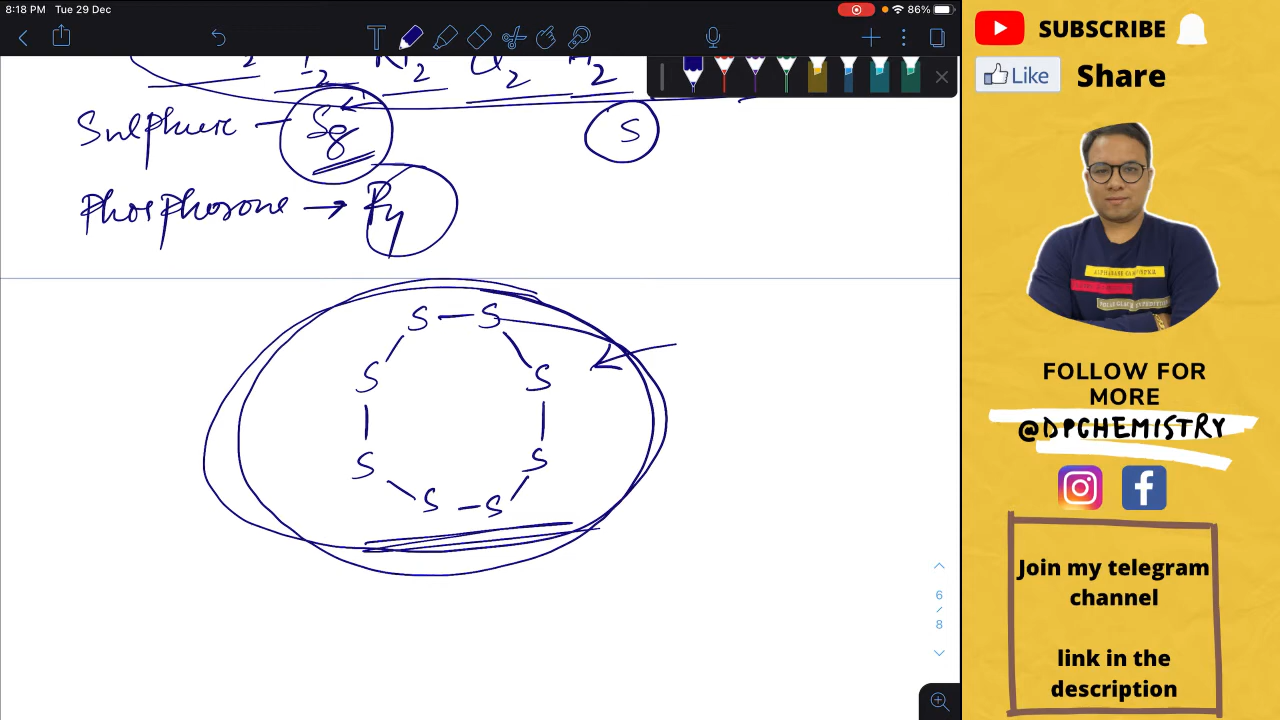 8:18 PM Tue 29 Dec
86%
Sulphur - S8
S
Phosphorous → P4
S - S
S S
S S
S - S
6
8
SUBSCRIBE
Like Share
FOLLOW FOR
MORE
@DPCHEMISTRY
Join my telegram
channel
link in the
description